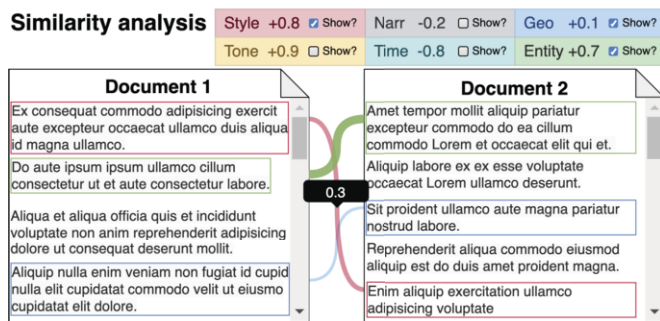 Similarity analysis
Style +0.8 Show? Narr -0.2 Show? Geo +0.1 Show?
Tone +0.9 Show? Time -0.8 Show? Entity +0.7 Show?
Document 1
Ex consequat commodo adipisicing exercit
aute excepteur occaecat ullamco duis aliqua
id magna ullamco.
Do aute ipsum ipsum ullamco cillum
consectetur ut et aute consectetur labore.
Aliqua et aliqua officia quis et incididunt
voluptate non anim reprehenderit adipisicing
dolore ut consequat deserunt mollit.
Aliquip nulla enim veniam non fugiat id cupid
nulla elit cupidatat commodo velit ut eiusmo
cupidatat elit dolore.
0.3
Document 2
Amet tempor mollit aliquip pariatur
excepteur commodo do ea cillum
commodo Lorem et occaecat elit qui et.
Aliquip labore ex ex esse voluptate
occaecat Lorem ullamco deserunt.
Sit proident ullamco aute magna pariatur
nostrud labore.
Reprehenderit aliqua commodo eiusmod
aliquip est do duis amet proident magna.
Enim aliquip exercitation ullamco
adipisicing voluptate